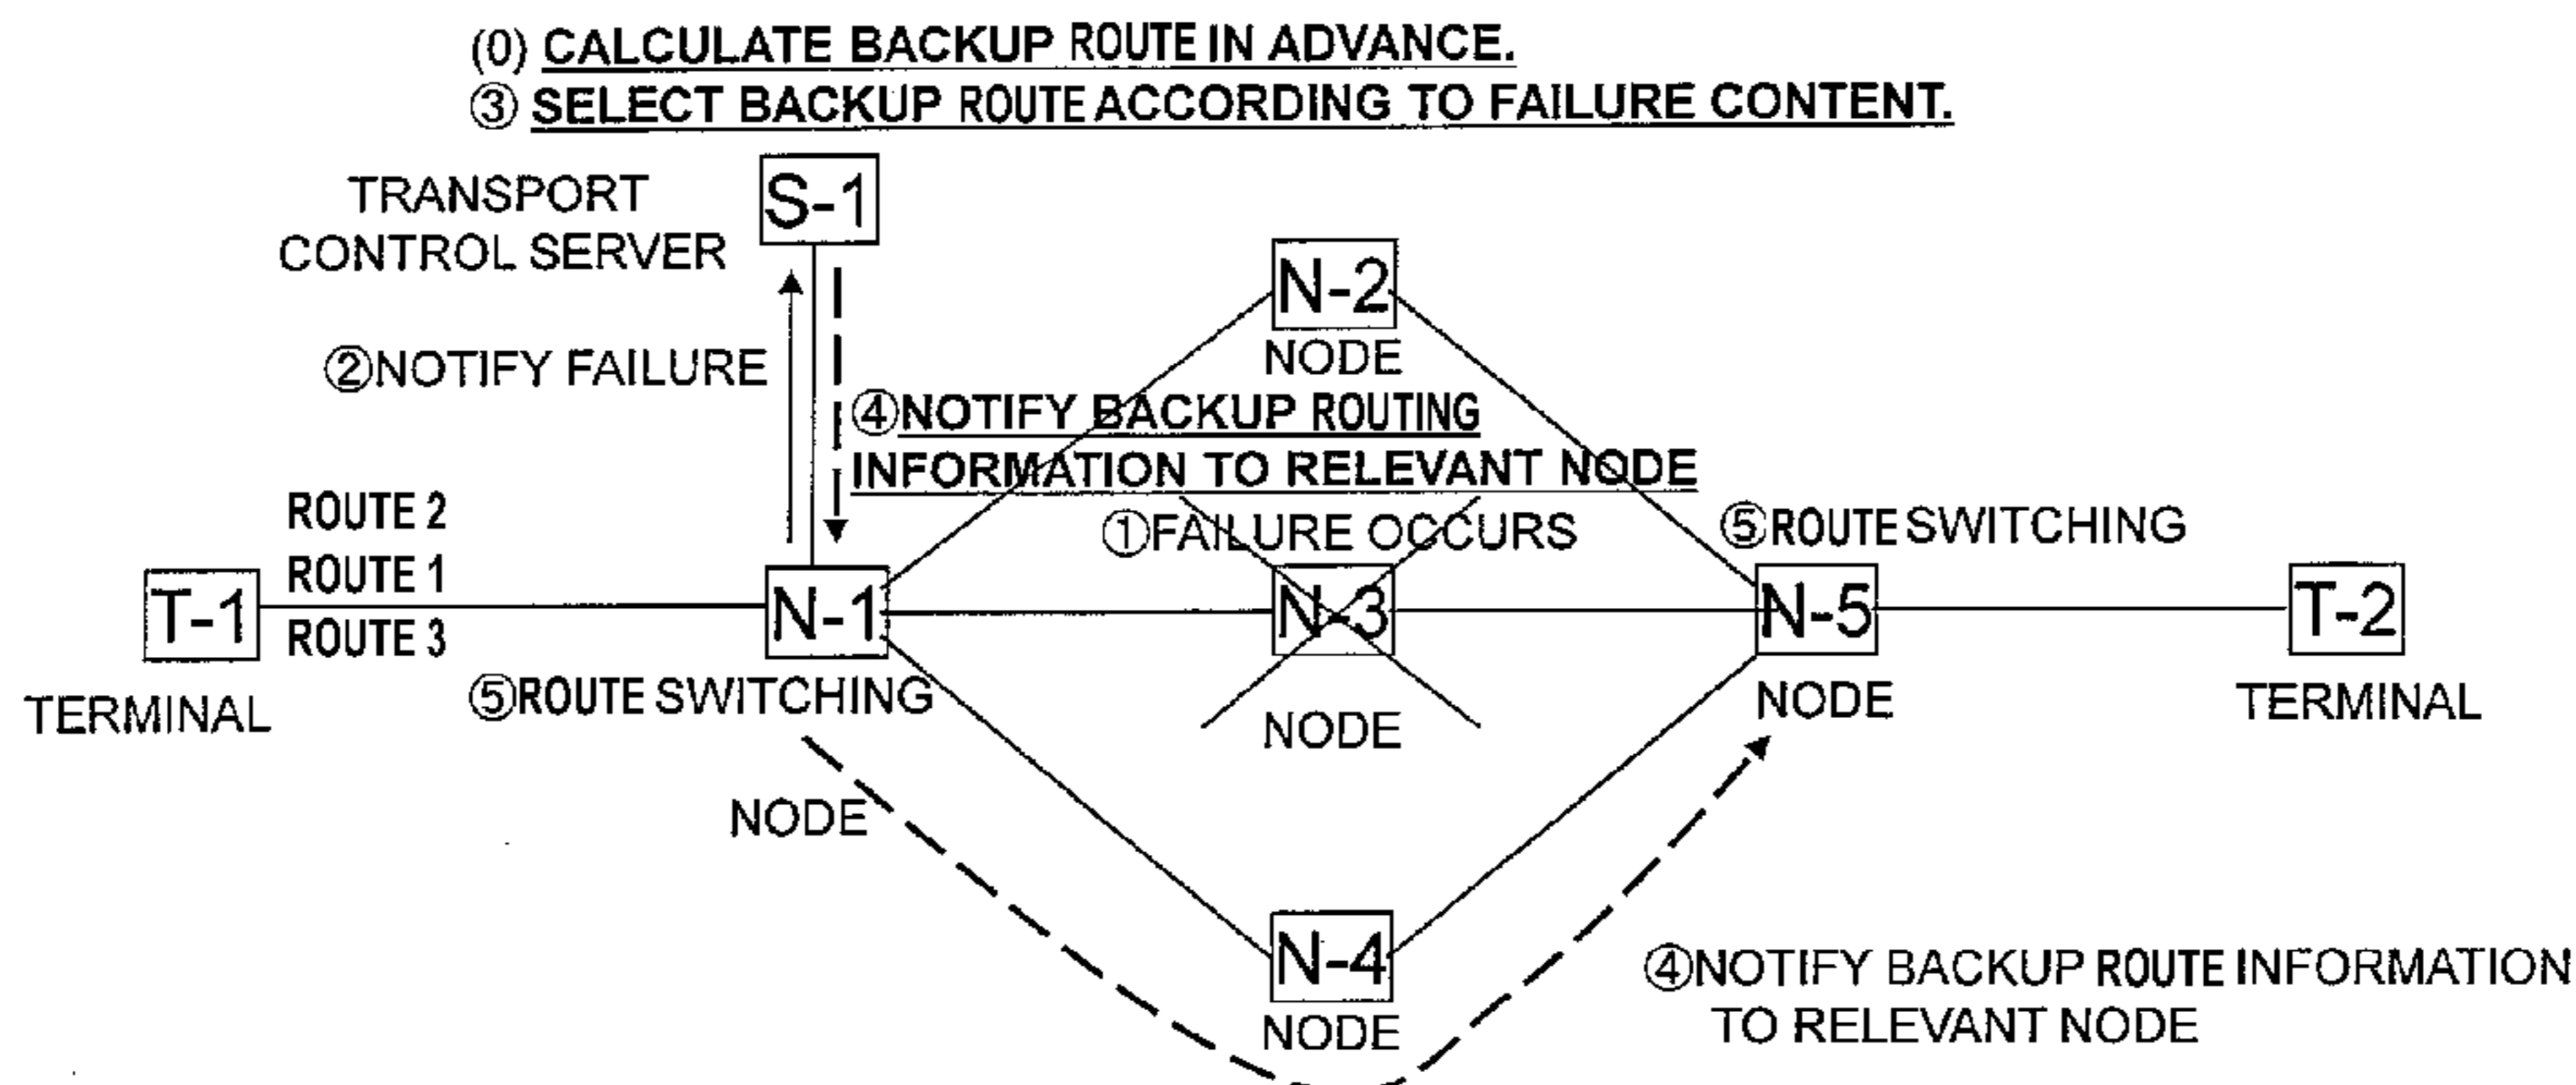 (0) CALCULATE BACKUP ROUTE IN ADVANCE.
③ SELECT BACKUP ROUTE ACCORDING TO FAILURE CONTENT.
TRANSPORT
CONTROL SERVER
S-1
N-2
NODE
②NOTIFY FAILURE
④NOTIFY BACKUP ROUTING
INFORMATION TO RELEVANT NODE
①FAILURE OCCURS
⑤ROUTE SWITCHING
ROUTE 2
ROUTE 1
ROUTE 3
T-1
TERMINAL
N-1
⑤ROUTE SWITCHING
NODE
N-3
NODE
N-5
NODE
T-2
TERMINAL
N-4
NODE
④NOTIFY BACKUP ROUTE INFORMATION
TO RELEVANT NODE